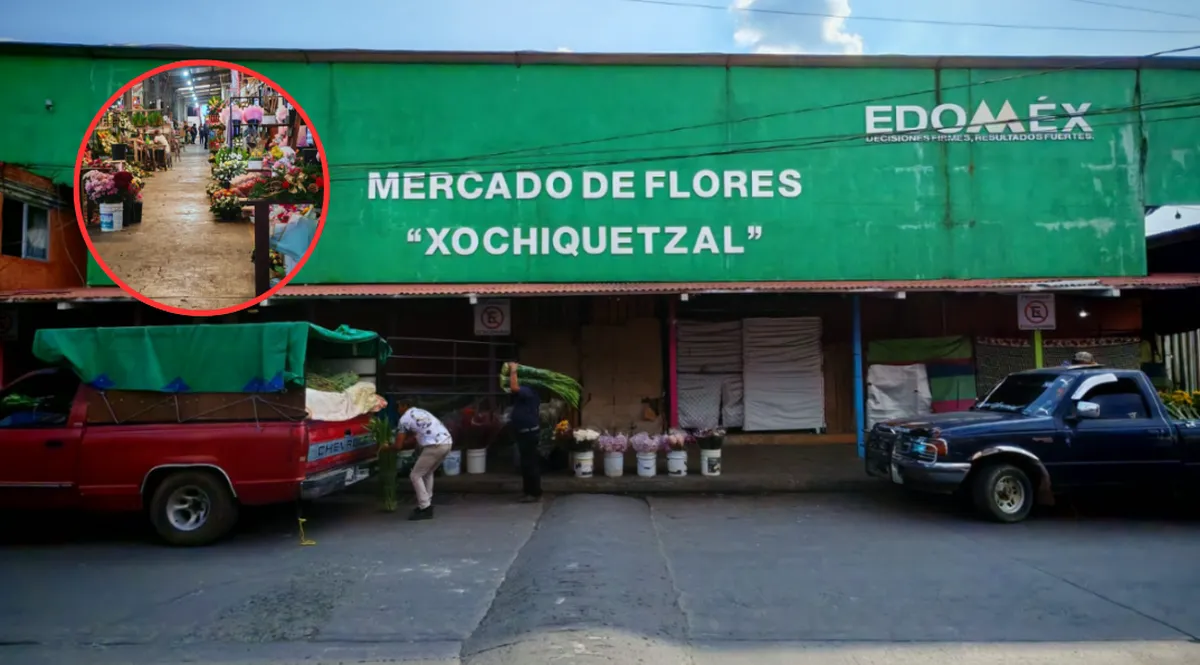 EDOMÉX
DECISIONES FIRMES, RESULTADOS FUERTES.
MERCADO DE FLORES
“XOCHIQUETZAL”
E
E
CHEVROLET